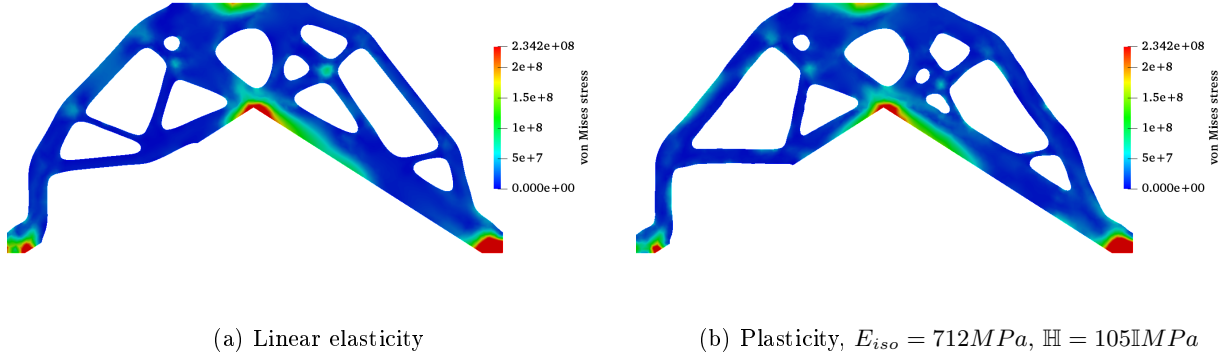 2.342e+08
2e+8
1.5e+8
1e+8
5e+7
0.000e+00
von Mises stress
2.342e+08
2e+8
1.5e+8
1e+8
5e+7
0.000e+00
von Mises stress
(a) Linear elasticity
(b) Plasticity, $E_{iso} = 712MPa$, $\mathbb{H} = 105\mathbb{I}MPa$